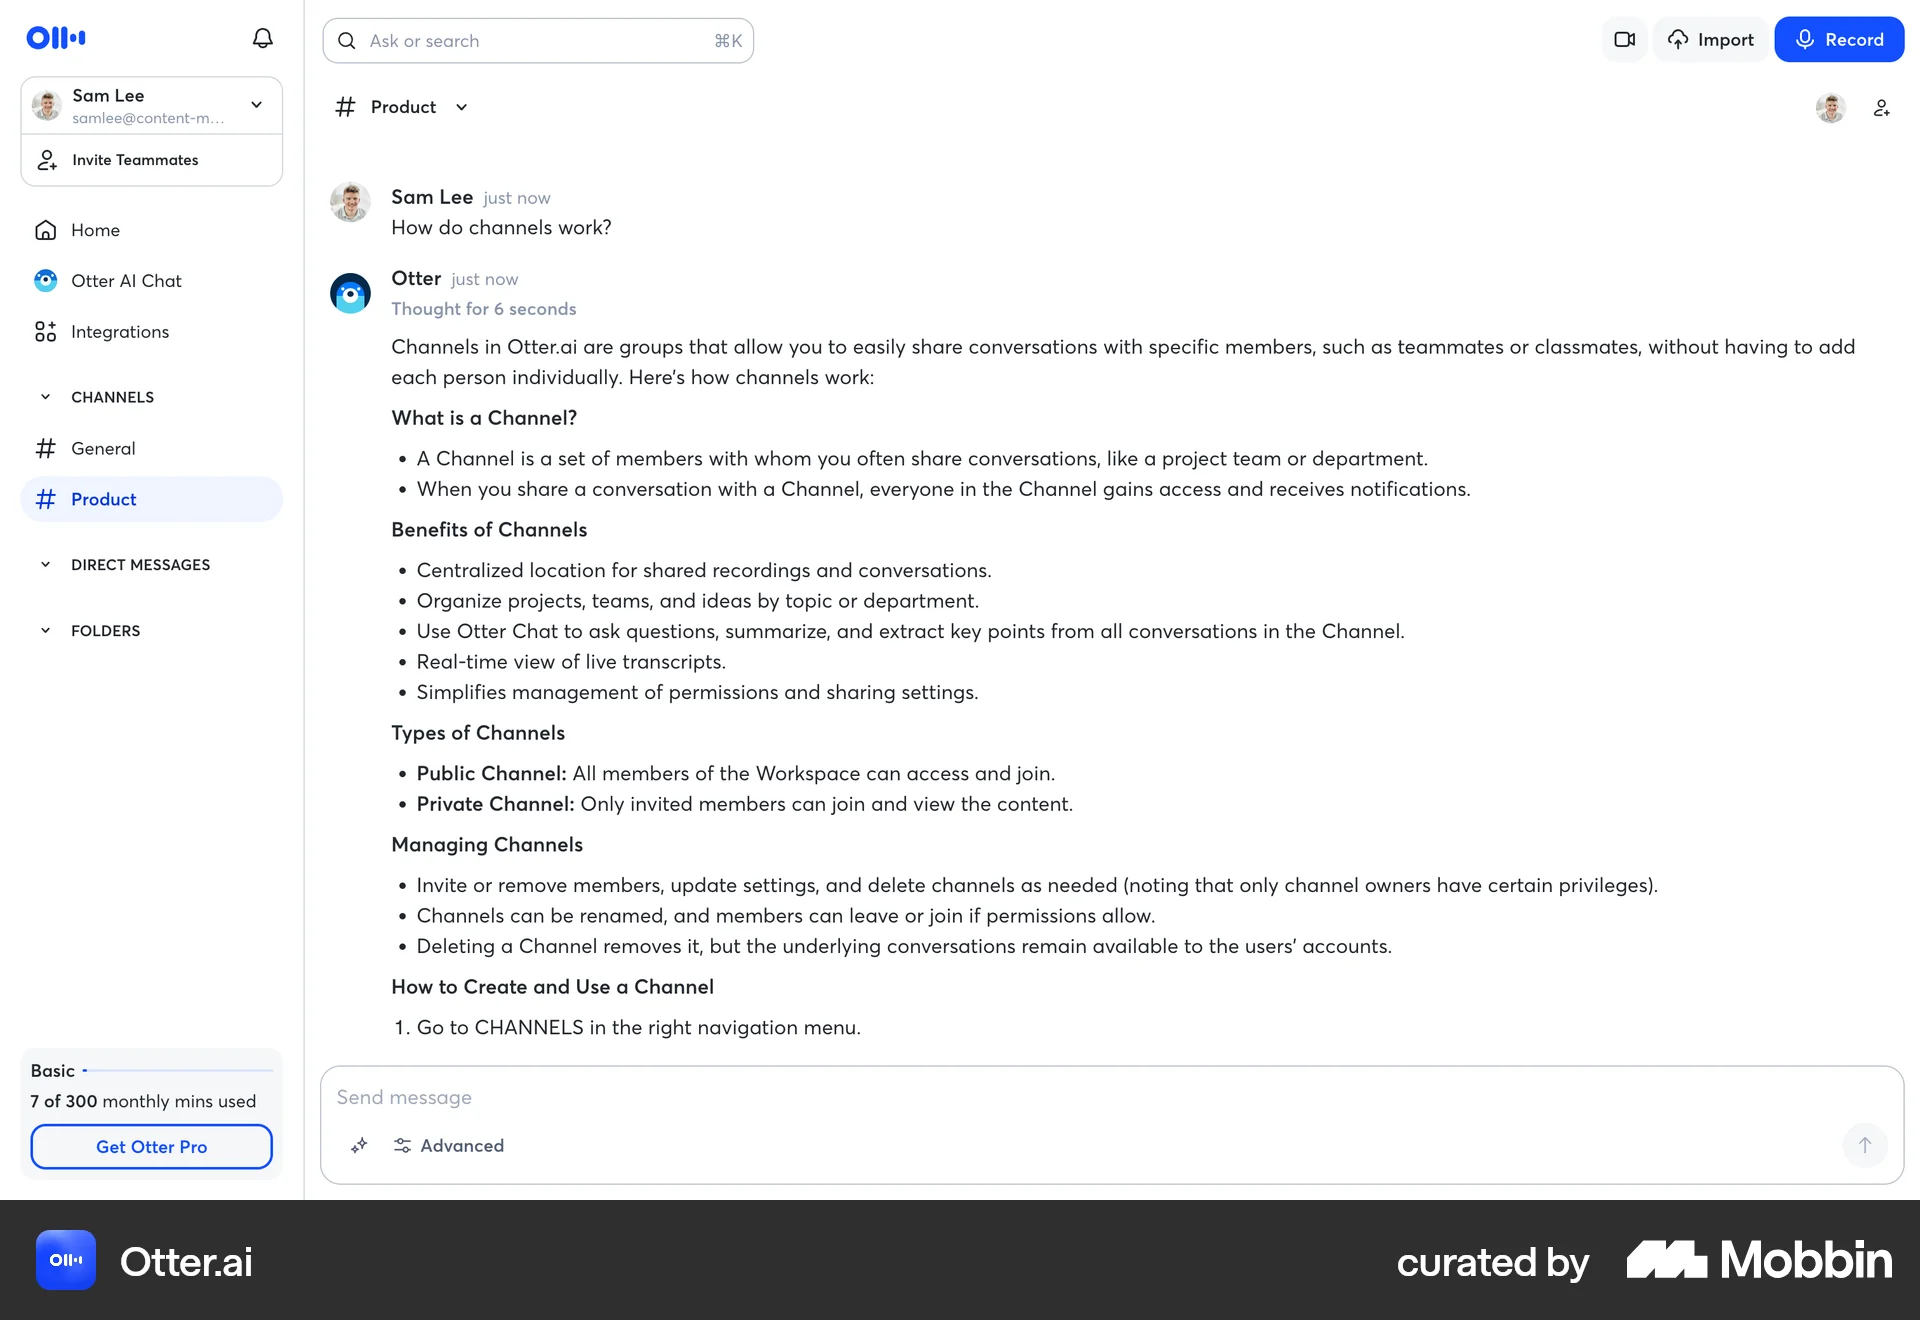 Sam Lee
samlee@content-m...
Invite Teammates
Home
Otter AI Chat
Integrations
CHANNELS
General
Product
DIRECT MESSAGES
FOLDERS
Basic
7 of 300 monthly mins used
Get Otter Pro
Ask or search ⌘K
Import
Record
# Product
Sam Lee just now
How do channels work?
Otter just now
Thought for 6 seconds
Channels in Otter.ai are groups that allow you to easily share conversations with specific members, such as teammates or classmates, without having to add
each person individually. Here's how channels work:
What is a Channel?
• A Channel is a set of members with whom you often share conversations, like a project team or department.
• When you share a conversation with a Channel, everyone in the Channel gains access and receives notifications.
Benefits of Channels
• Centralized location for shared recordings and conversations.
• Organize projects, teams, and ideas by topic or department.
• Use Otter Chat to ask questions, summarize, and extract key points from all conversations in the Channel.
• Real-time view of live transcripts.
• Simplifies management of permissions and sharing settings.
Types of Channels
• Public Channel: All members of the Workspace can access and join.
• Private Channel: Only invited members can join and view the content.
Managing Channels
• Invite or remove members, update settings, and delete channels as needed (noting that only channel owners have certain privileges).
• Channels can be renamed, and members can leave or join if permissions allow.
• Deleting a Channel removes it, but the underlying conversations remain available to the users' accounts.
How to Create and Use a Channel
1. Go to CHANNELS in the right navigation menu.
Send message
Advanced
Otter.ai
curated by Mobbin